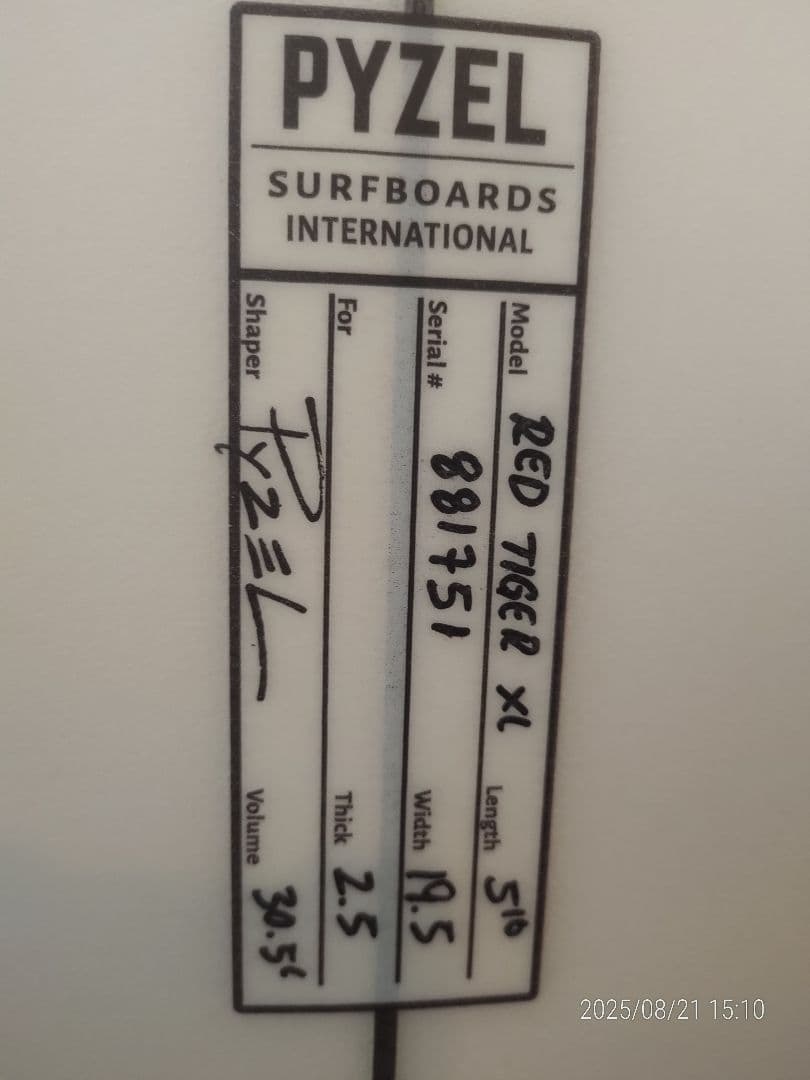 PYZEL
SURFBOARDS
INTERNATIONAL
Model RED TIGER XL Length 5'10
Serial # 881751 Width 19.5
For Thick 2.5
Shaper PYZEL Volume 30.5L
2025/08/21 15:10